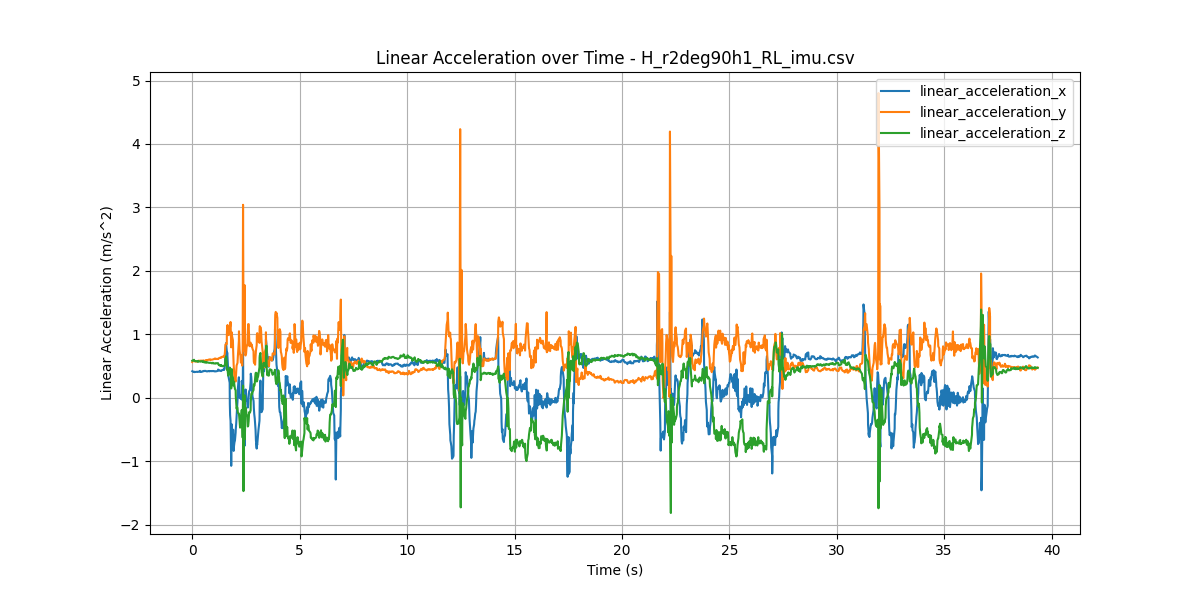 Linear Acceleration over Time - H_r2deg90h1_RL_imu.csv
linear_acceleration_x
linear_acceleration_y
linear_acceleration_z
Linear Acceleration (m/s^2)
5
4
3
2
1
0
−1
−2
0 5 10 15 20 25 30 35 40
Time (s)